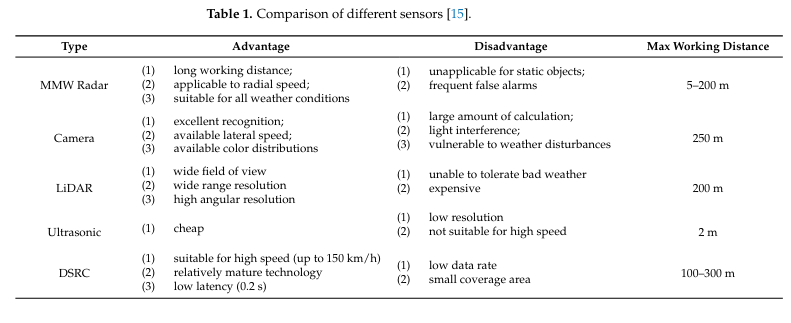 Table 1. Comparison of different sensors [15].
Type Advantage Disadvantage Max Working Distance
MMW Radar
(1) long working distance;
(2) applicable to radial speed;
(3) suitable for all weather conditions
(1) unapplicable for static objects;
(2) frequent false alarms
5–200 m
Camera
(1) excellent recognition;
(2) available lateral speed;
(3) available color distributions
(1) large amount of calculation;
(2) light interference;
(3) vulnerable to weather disturbances
250 m
LiDAR
(1) wide field of view
(2) wide range resolution
(3) high angular resolution
(1) unable to tolerate bad weather
(2) expensive
200 m
Ultrasonic
(1) cheap
(1) low resolution
(2) not suitable for high speed
2 m
DSRC
(1) suitable for high speed (up to 150 km/h)
(2) relatively mature technology
(3) low latency (0.2 s)
(1) low data rate
(2) small coverage area
100–300 m